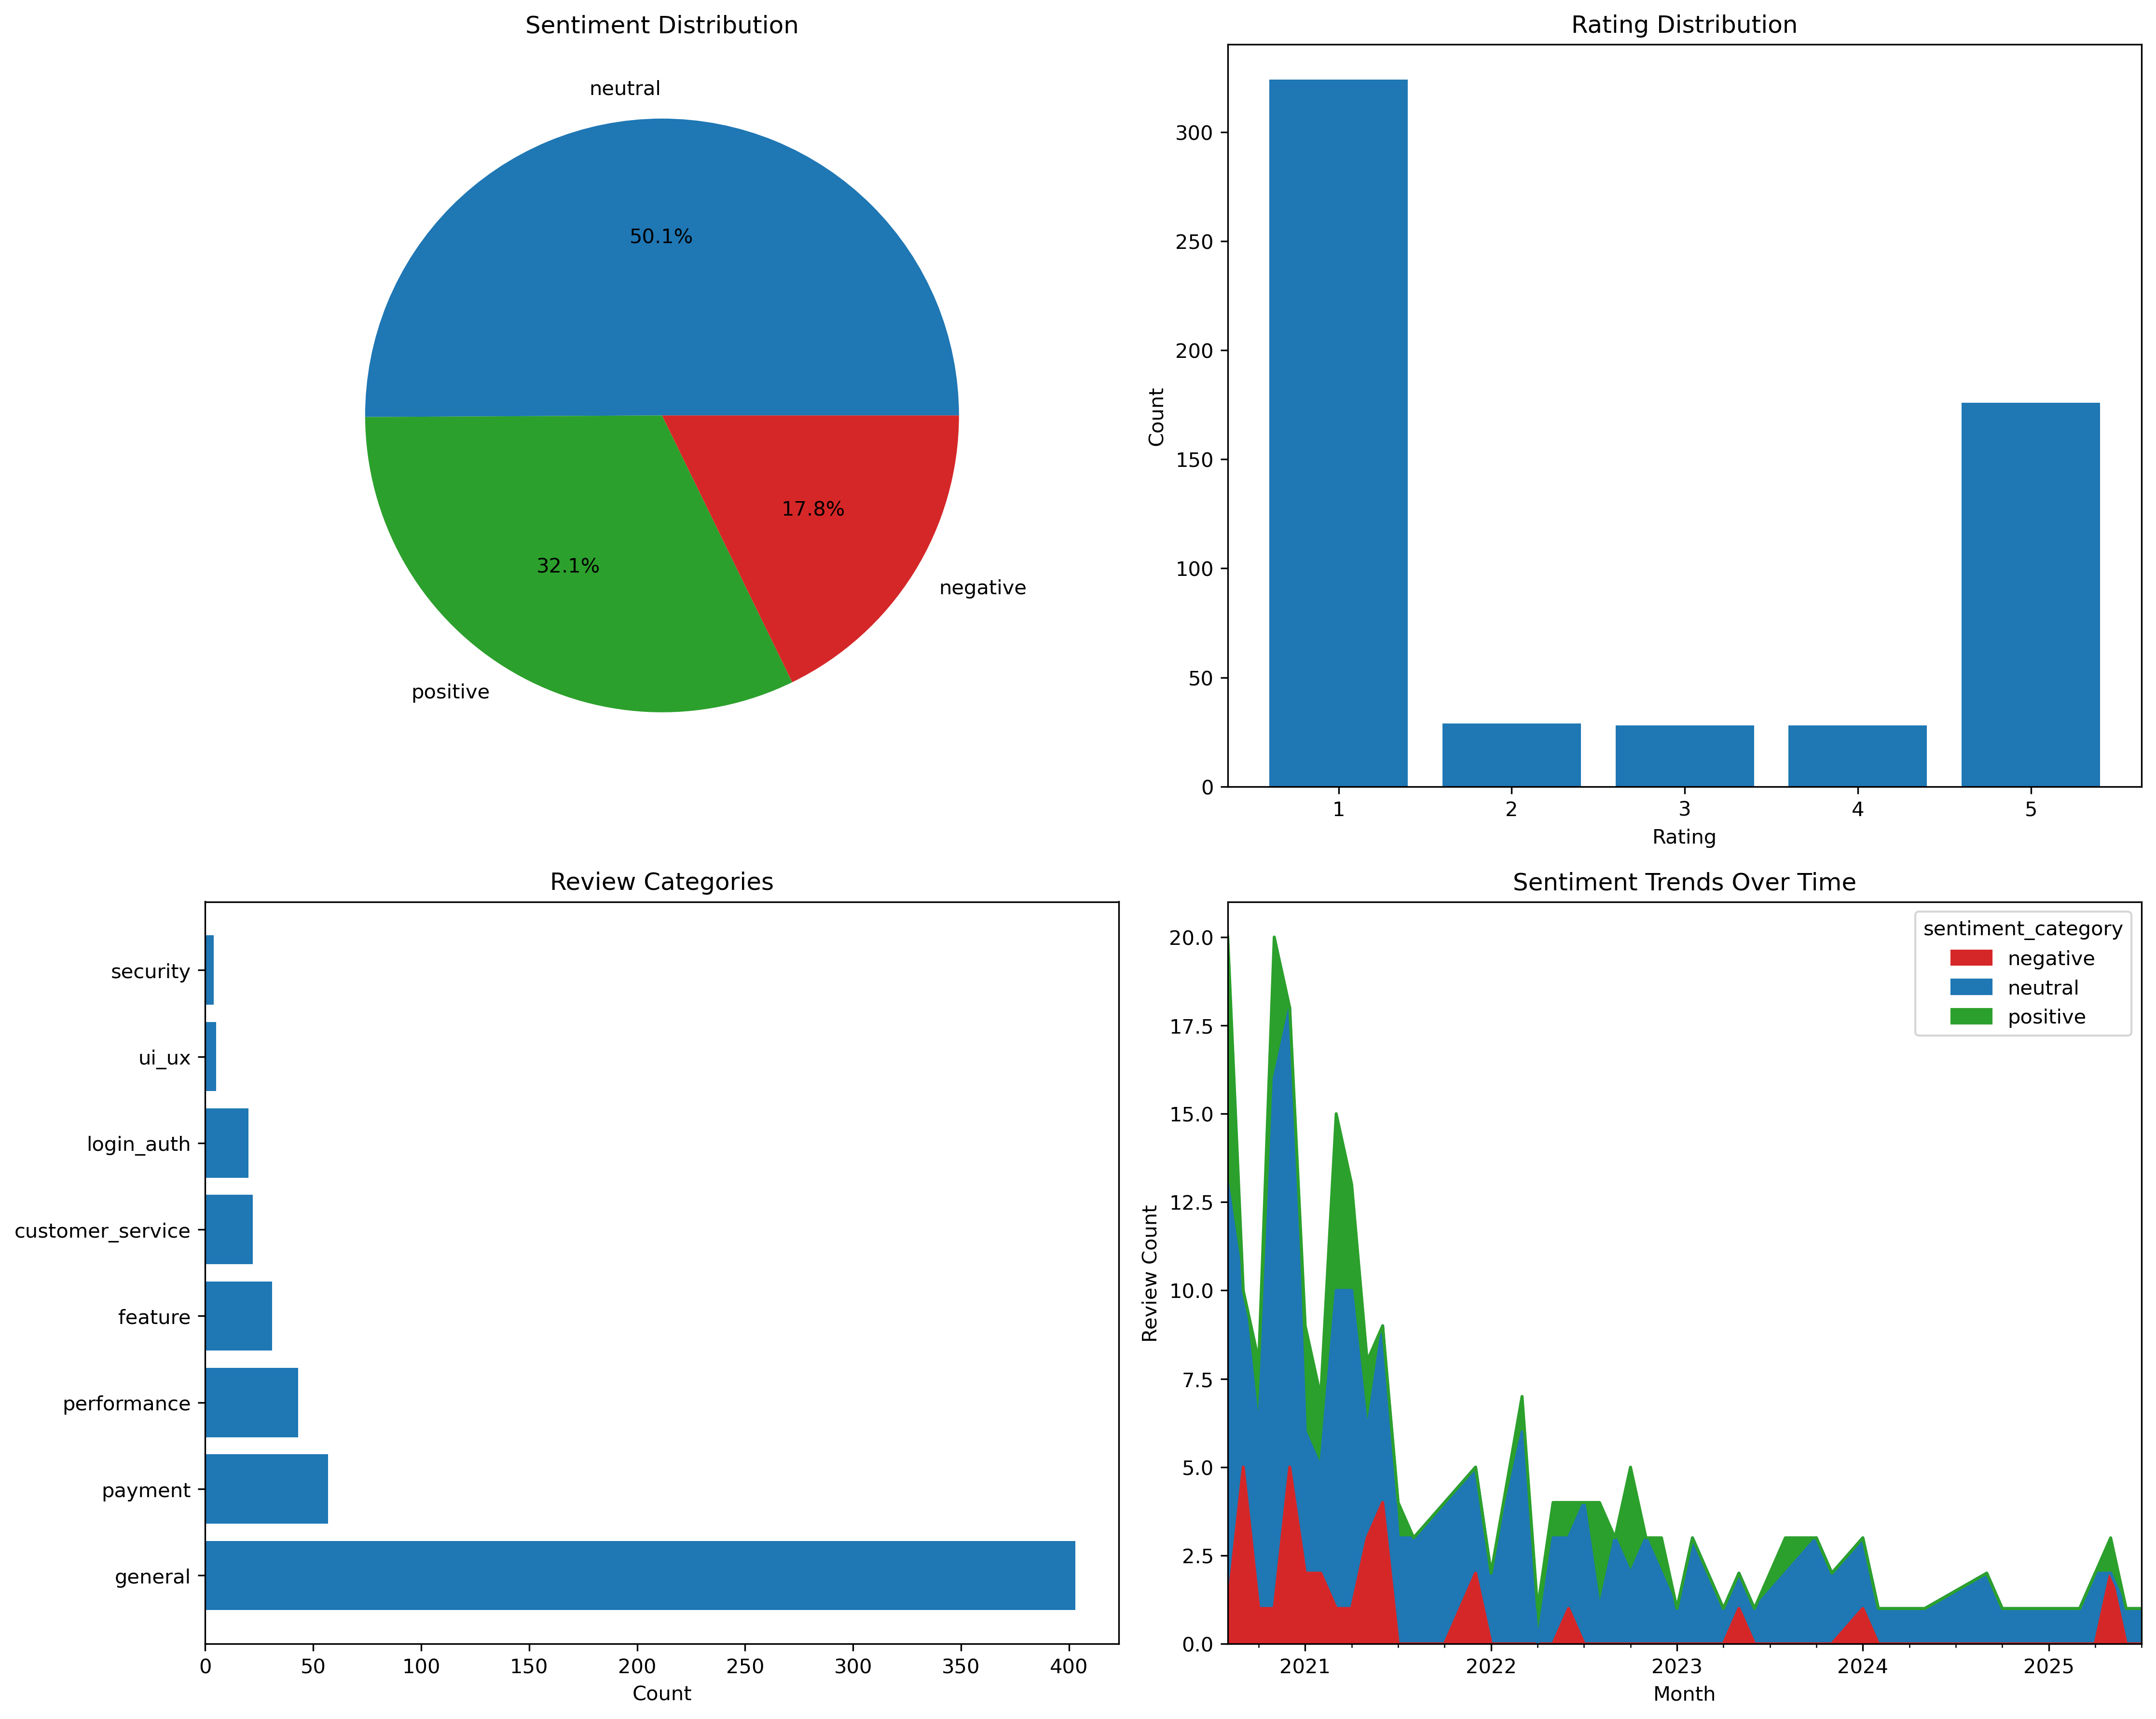 Sentiment Distribution
neutral
50.1%
17.8%
32.1%
negative
positive
Rating Distribution
Count
300
250
200
150
100
50
0
1 2 3 4 5
Rating
Review Categories
security
ui_ux
login_auth
customer_service
feature
performance
payment
general
0 50 100 150 200 250 300 350 400
Count
Sentiment Trends Over Time
sentiment_category
negative
neutral
positive
Review Count
20.0
17.5
15.0
12.5
10.0
7.5
5.0
2.5
0.0
2021 2022 2023 2024 2025
Month